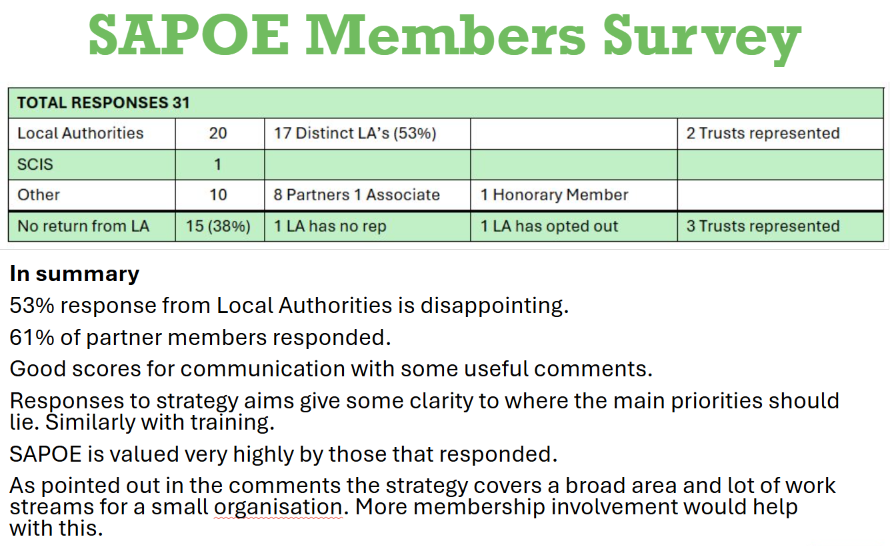 SAPOE Members Survey
TOTAL RESPONSES 31
Local Authorities 20 17 Distinct LA's (53%) 2 Trusts represented
SCIS 1
Other 10 8 Partners 1 Associate 1 Honorary Member
No return from LA 15 (38%) 1 LA has no rep 1 LA has opted out 3 Trusts represented
In summary
53% response from Local Authorities is disappointing.
61% of partner members responded.
Good scores for communication with some useful comments.
Responses to strategy aims give some clarity to where the main priorities should
lie. Similarly with training.
SAPOE is valued very highly by those that responded.
As pointed out in the comments the strategy covers a broad area and lot of work
streams for a small organisation. More membership involvement would help
with this.